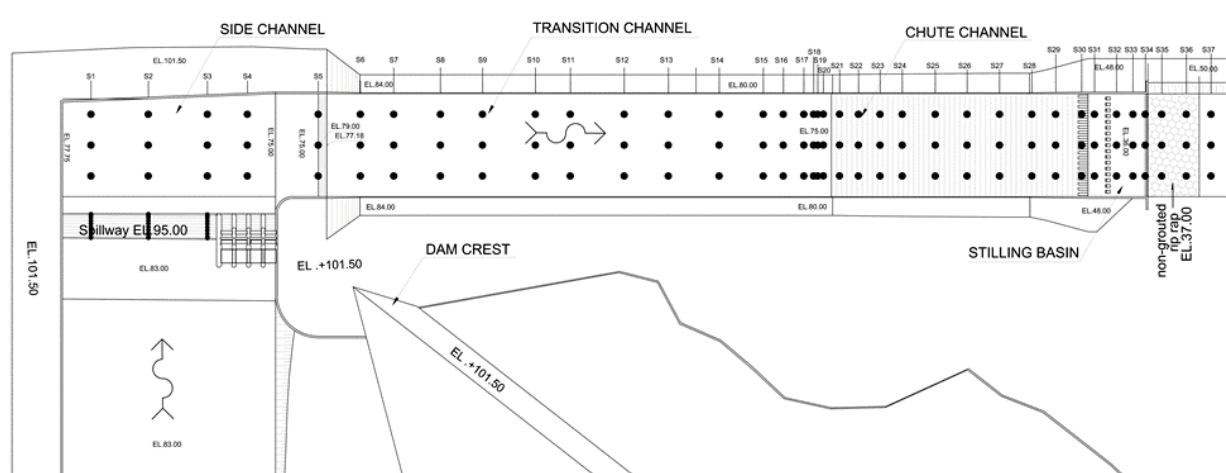 SIDE CHANNEL
TRANSITION CHANNEL
CHUTE CHANNEL
S1
S2
S3
S4
S5
S6
S7
S8
S9
S10
S11
S12
S13
S14
S15
S16
S17
S18
S19
S20
S21
S22
S23
S24
S25
S26
S27
S28
S29
S30
S31
S32
S33
S34
S35
S36
S37
EL.101.50
EL.84.00
EL.80.00
EL.48.00
EL.50.00
EL.77.75
EL.75.00
EL.75.00
EL.79.00
EL.77.18
EL.75.00
EL.36.00
EL.84.00
EL.80.00
EL.48.00
Spillway EL.95.00
EL.83.00
EL.101.50
EL .+101.50
DAM CREST
EL .+101.50
STILLING BASIN
non-grouted
rip rap
EL.37.00
EL.83.00